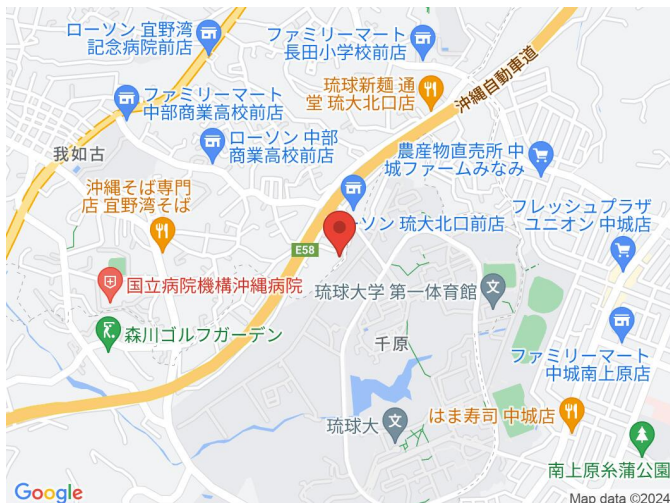 ローソン 宜野湾
記念病院前店
ファミリーマート
長田小学校前店
琉球新麺 通
堂 琉大北口店
沖縄自動車道
ファミリーマート
中部商業高校前店
ローソン 中部
商業高校前店
我如古
農産物直売所 中
城ファームみなみ
沖縄そば専門
店 宜野湾そば
フレッシュプラザ
ユニオン 中城店
ーソン 琉大北口前店
E58
国立病院機構沖縄病院
琉球大学 第一体育館
森川ゴルフガーデン
千原
ファミリーマート
中城南上原店
はま寿司 中城店
琉球大
南上原糸蒲公園
Google
Map data ©2024